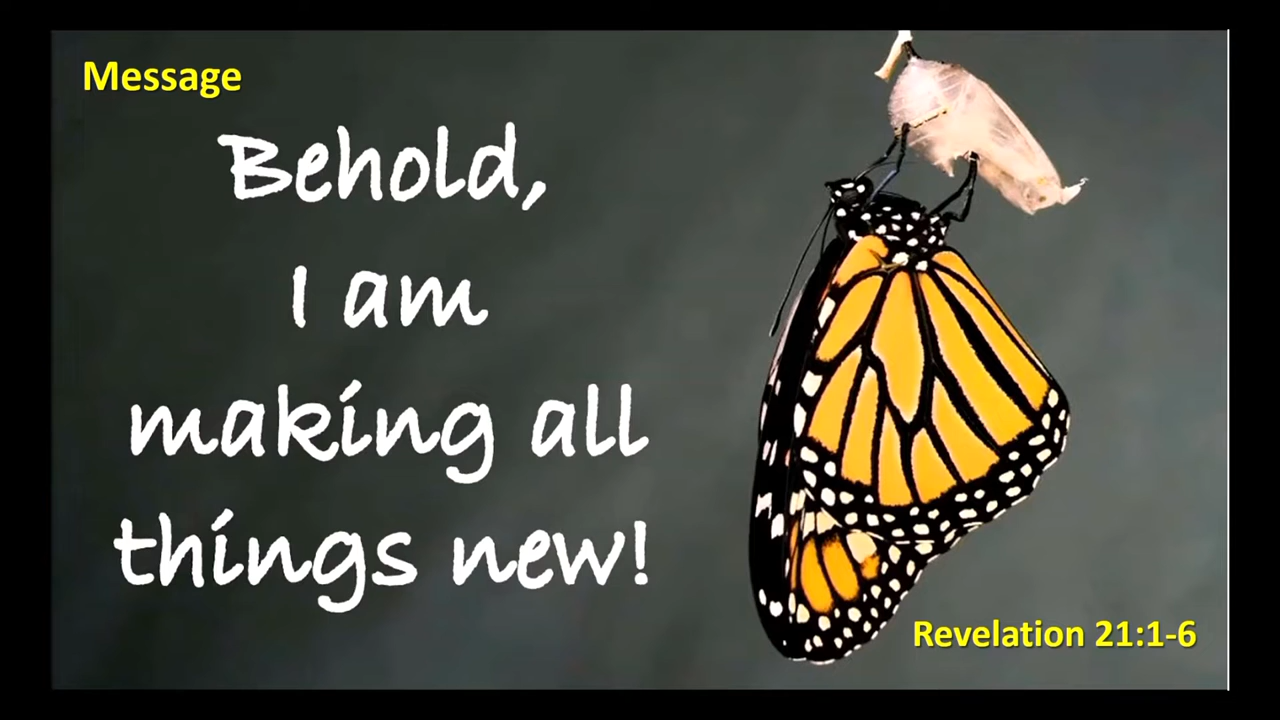 Message
Behold,
I am
making all
things new!
Revelation 21:1-6